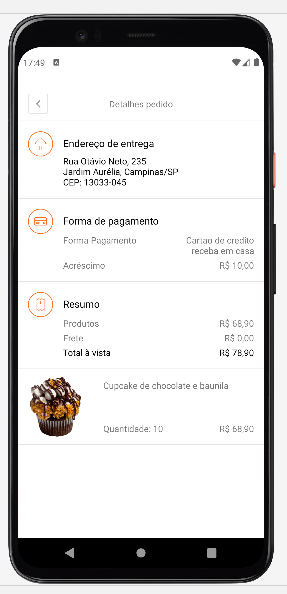 17:49
Detalhes pedido
Endereço de entrega
Rua Otávio Neto, 235
Jardim Aurélia, Campinas/SP
CEP: 13033-045
Forma de pagamento
Forma Pagamento Cartao de credito
receba em casa
Acréscimo R$ 10,00
Resumo
Produtos R$ 68,90
Frete R$ 0,00
Total à vista R$ 78,90
Cupcake de chocolate e baunila
Quantidade: 10 R$ 68,90